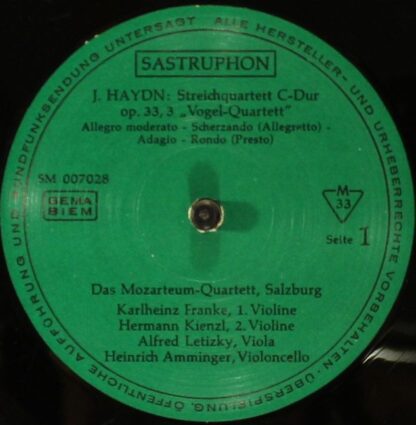 SASTRUPHON
J. HAYDN: Streichquartett C-Dur
op. 33, 3 „Vogel-Quartett"
Allegro moderato - Scherzando (Allegretto) -
Adagio - Rondo (Presto)
SM 007028
GEMA
BIEM
M
33
Seite 1
Das Mozarteum-Quartett, Salzburg
Karlheinz Franke, 1. Violine
Hermann Kienzl, 2. Violine
Alfred Letizky, Viola
Heinrich Amminger, Violoncello
ALLE HERSTELLER- UND URHEBERRECHTE VORBEHALTEN · ÜBERSPIELUNG, ÖFFENTLICHE AUFFÜHRUNG UND RUNDFUNKSENDUNG UNTERSAGT